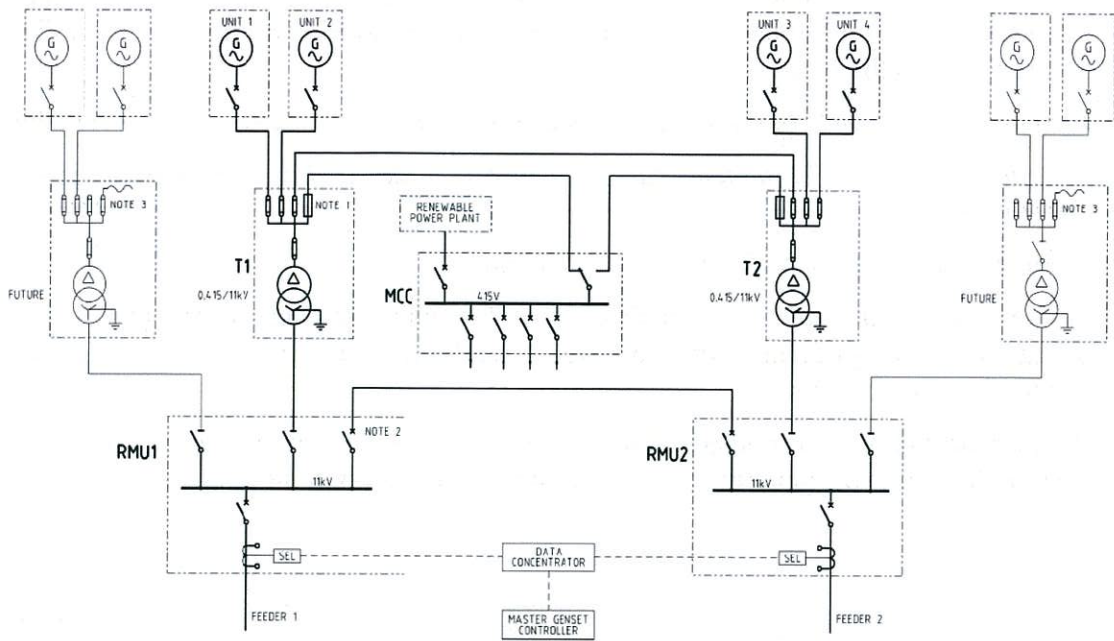 UNIT 1
UNIT 2
UNIT 3
UNIT 4
G
G
G
G
G
G
G
G
NOTE 3
NOTE 1
RENEWABLE
POWER PLANT
NOTE 3
T1
T2
0.415/11kV
MCC
415V
0.415/11kV
FUTURE
FUTURE
NOTE 2
RMU1
RMU2
11kV
11kV
SEL
DATA
CONCENTRATOR
SEL
FEEDER 1
MASTER GENSET
CONTROLLER
FEEDER 2